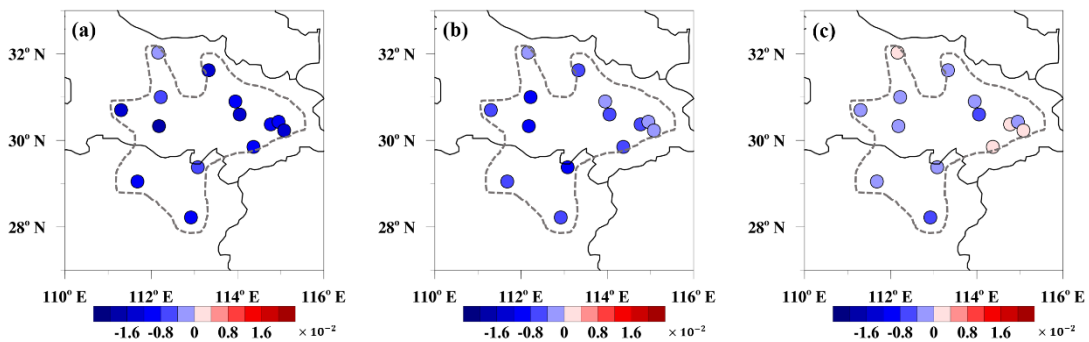 (a) (b) (c)
32° N 32° N 32° N
30° N 30° N 30° N
28° N 28° N 28° N
110° E 112° E 114° E 116° E 110° E 112° E 114° E 116° E 110° E 112° E 114° E 116° E
-1.6 -0.8 0 0.8 1.6 × 10⁻² -1.6 -0.8 0 0.8 1.6 × 10⁻² -1.6 -0.8 0 0.8 1.6 × 10⁻²